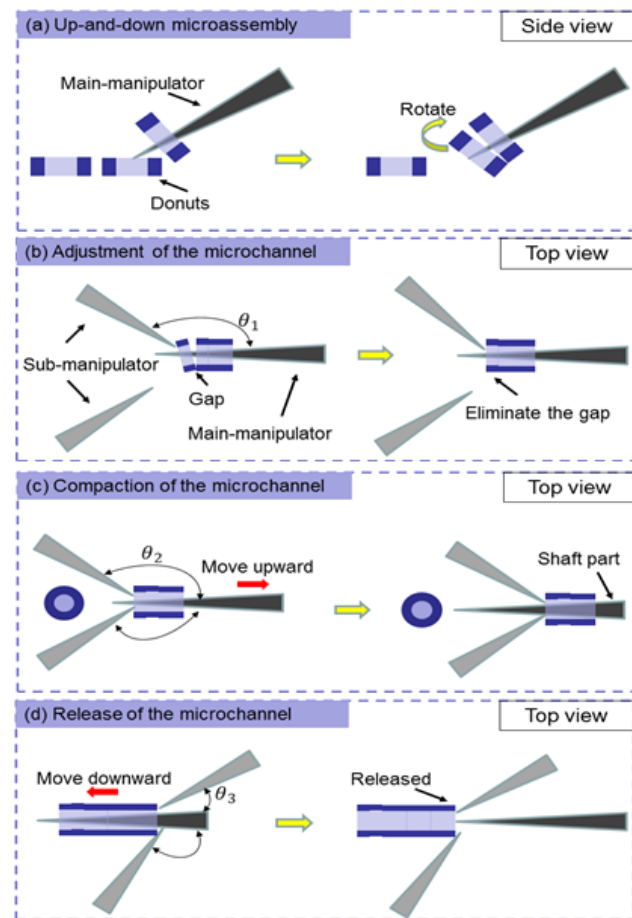 (a) Up-and-down microassembly
Side view
Main-manipulator
Rotate
Donuts
(b) Adjustment of the microchannel
Top view
θ₁
Sub-manipulator
Gap
Main-manipulator
Eliminate the gap
(c) Compaction of the microchannel
Top view
θ₂
Move upward
Shaft part
(d) Release of the microchannel
Top view
Move downward
θ₃
Released